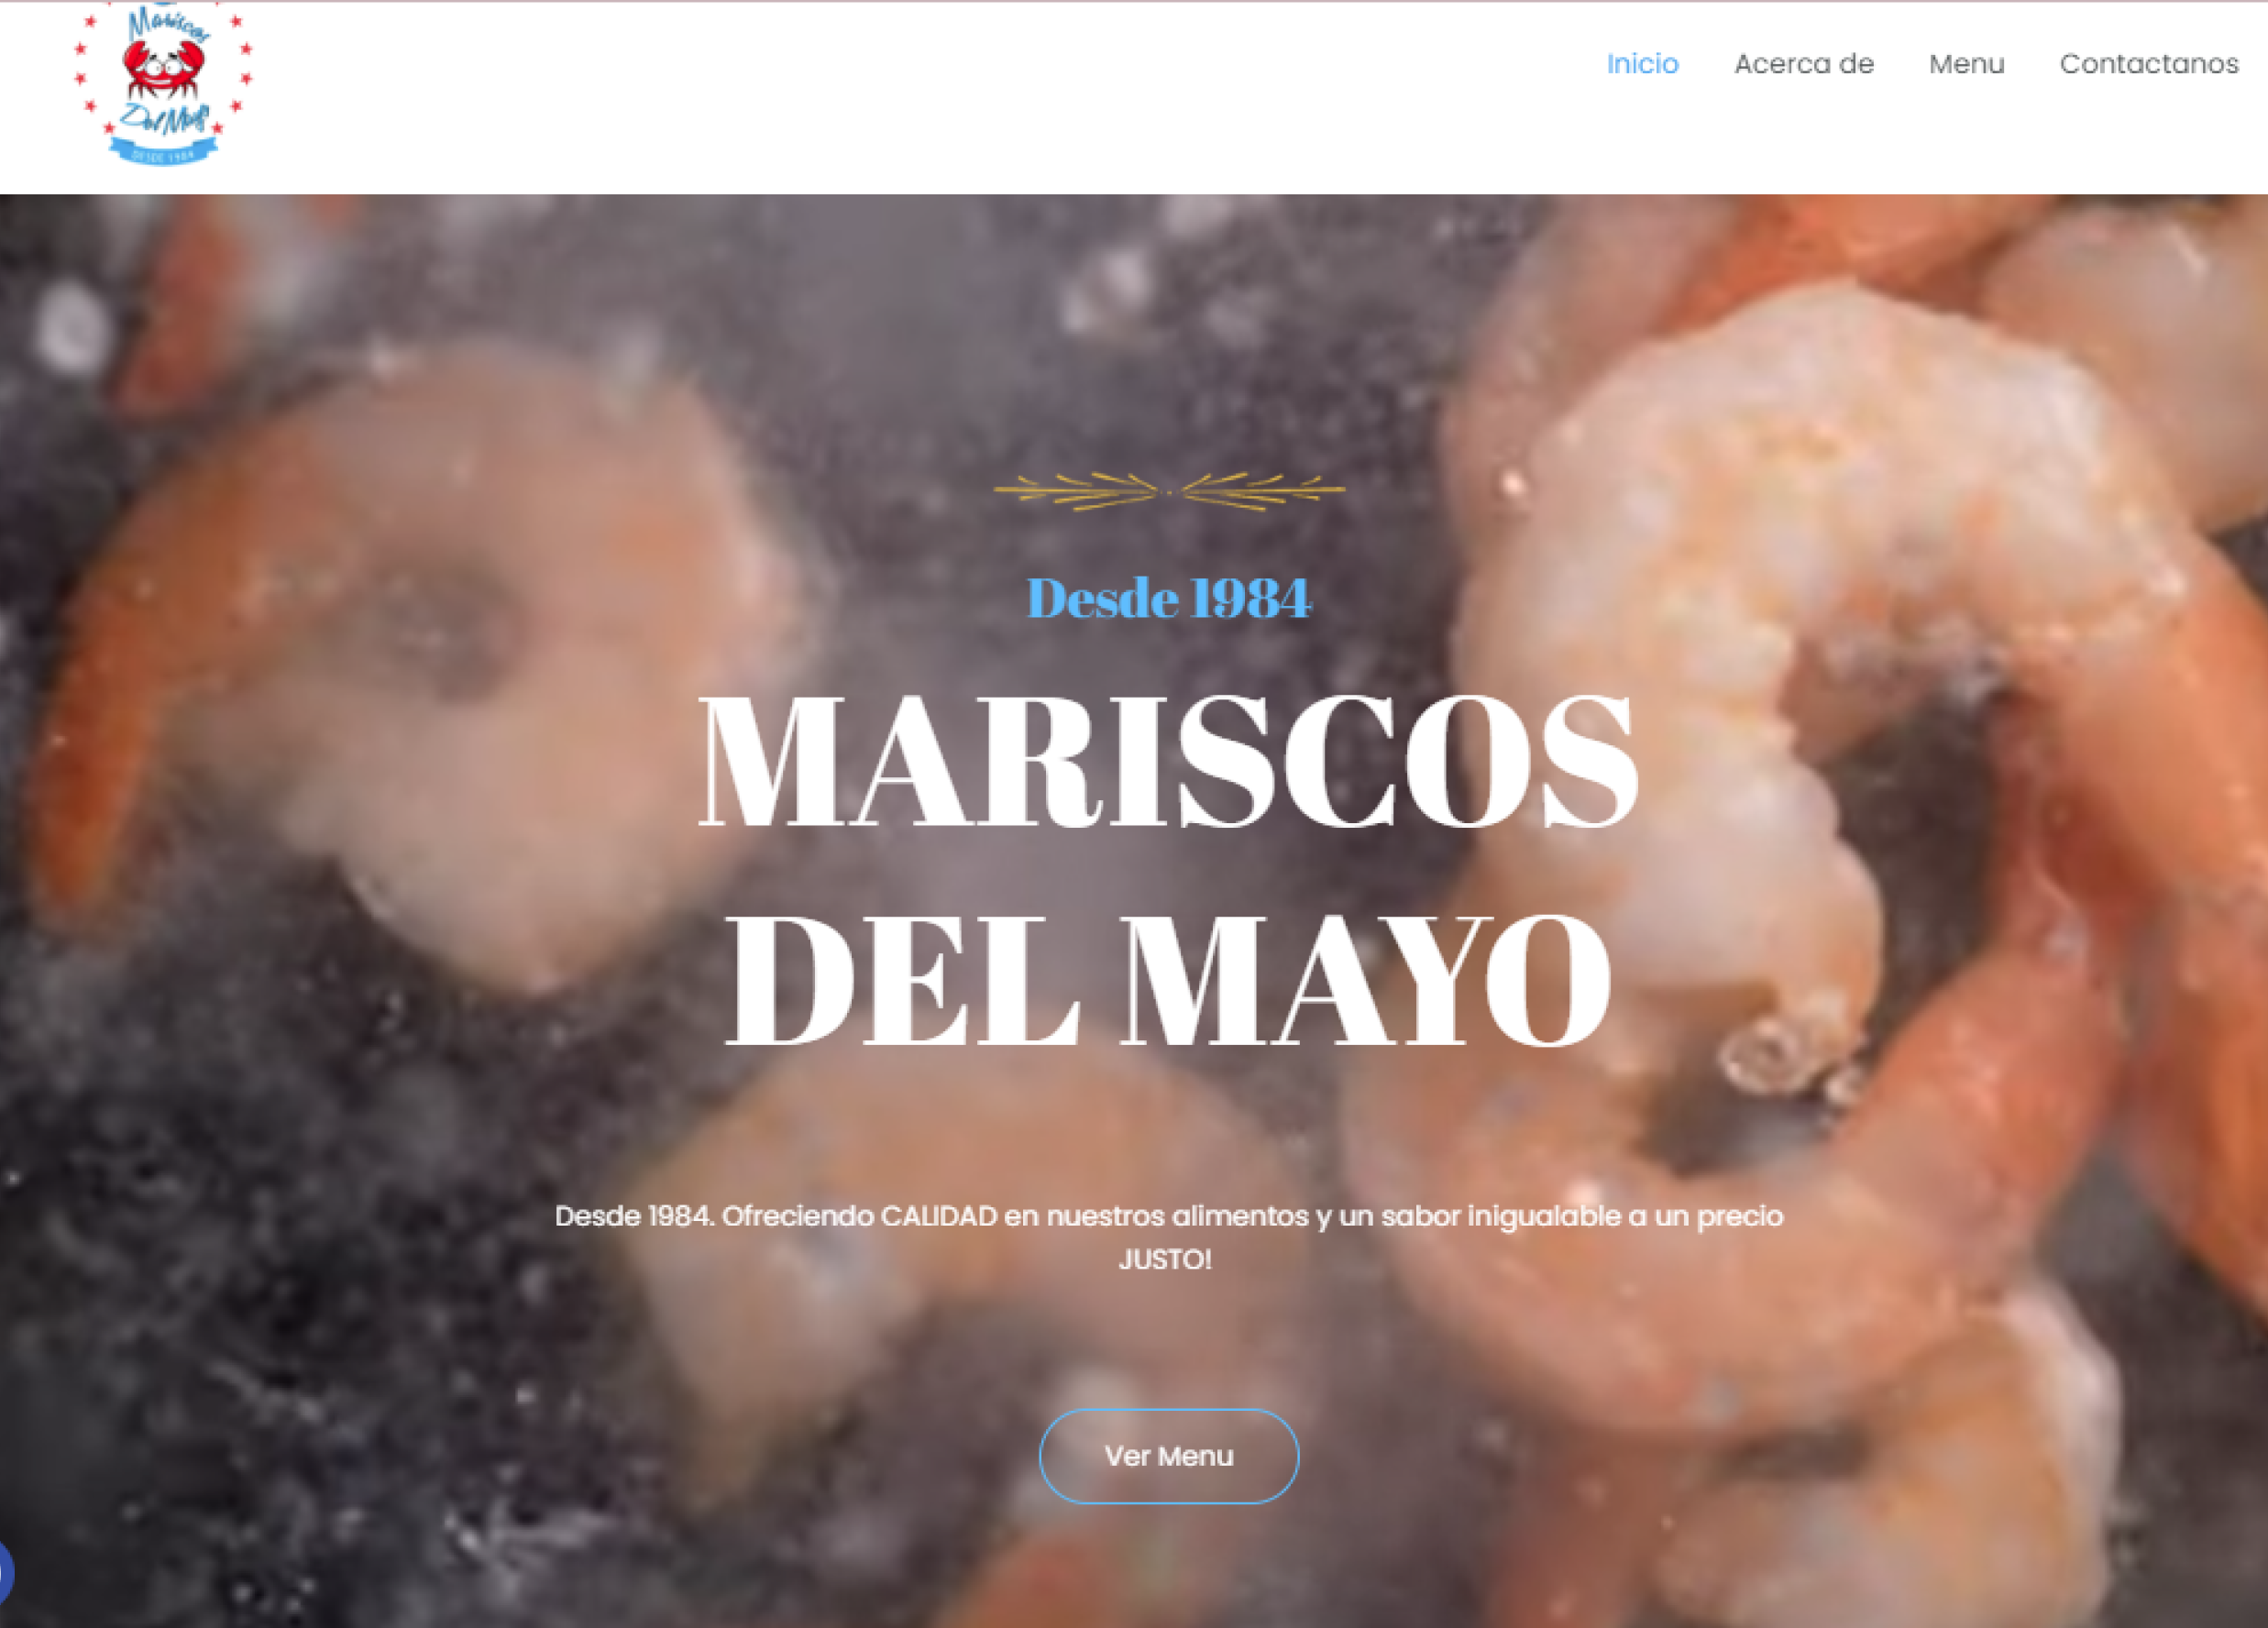 Mariscos
Del Mayo
DESDE 1984
Inicio Acerca de Menu Contactanos
Desde 1984
MARISCOS
DEL MAYO
Desde 1984. Ofreciendo CALIDAD en nuestros alimentos y un sabor inigualable a un precio
JUSTO!
Ver Menu